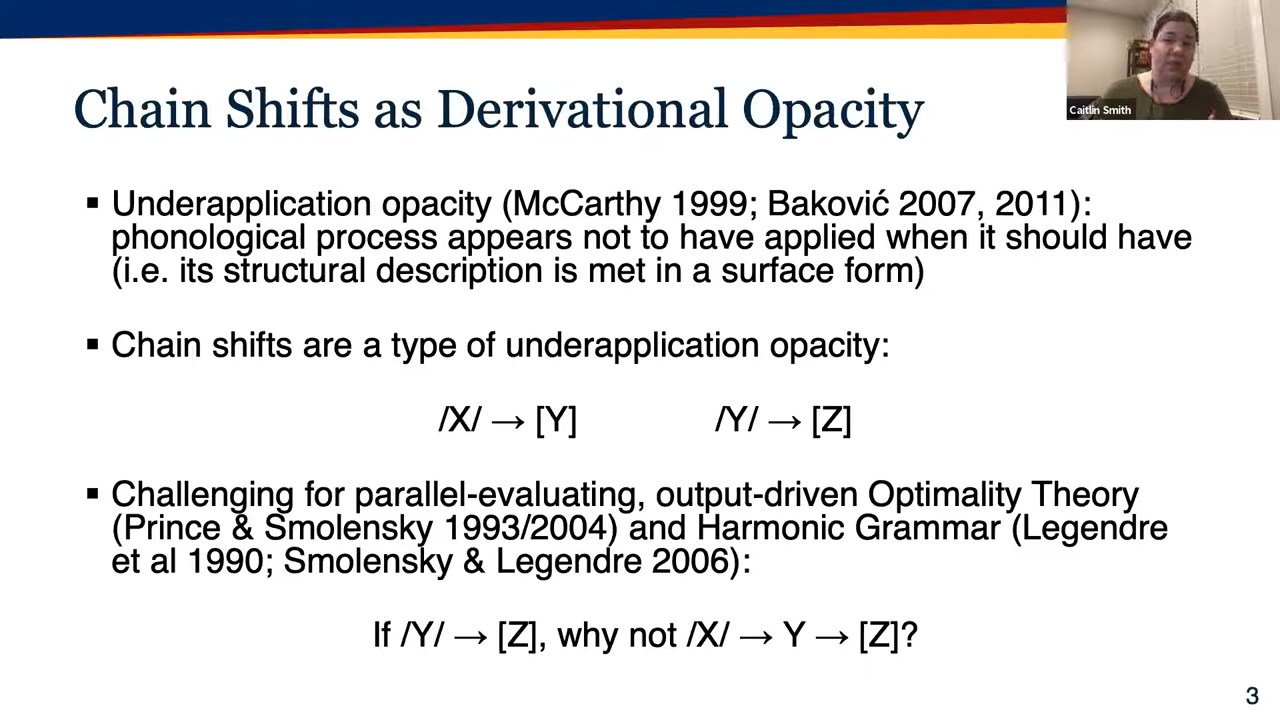 Caitlin Smith
Chain Shifts as Derivational Opacity
▪ Underapplication opacity (McCarthy 1999; Baković 2007, 2011):
phonological process appears not to have applied when it should have
(i.e. its structural description is met in a surface form)
▪ Chain shifts are a type of underapplication opacity:
/X/ → [Y] /Y/ → [Z]
▪ Challenging for parallel-evaluating, output-driven Optimality Theory
(Prince & Smolensky 1993/2004) and Harmonic Grammar (Legendre
et al 1990; Smolensky & Legendre 2006):
If /Y/ → [Z], why not /X/ → Y → [Z]?
3